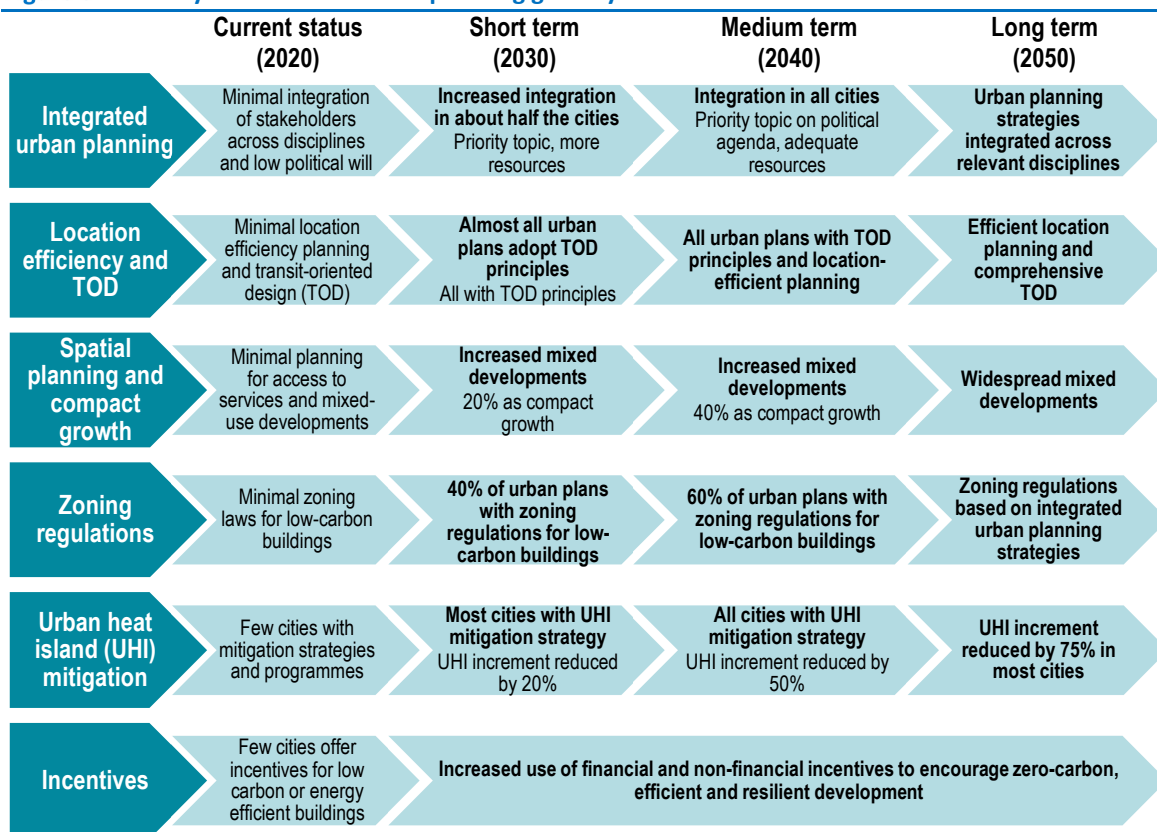 Current status
(2020)
Short term
(2030)
Medium term
(2040)
Long term
(2050)
Integrated
urban planning
Minimal integration
of stakeholders
across disciplines
and low political will
Increased integration
in about half the cities
Priority topic, more
resources
Integration in all cities
Priority topic on political
agenda, adequate
resources
Urban planning
strategies
integrated across
relevant disciplines
Location
efficiency and
TOD
Minimal location
efficiency planning
and transit-oriented
design (TOD)
Almost all urban
plans adopt TOD
principles
All with TOD principles
All urban plans with TOD
principles and location-
efficient planning
Efficient location
planning and
comprehensive
TOD
Spatial
planning and
compact
growth
Minimal planning
for access to
services and mixed-
use developments
Increased mixed
developments
20% as compact
growth
Increased mixed
developments
40% as compact growth
Widespread mixed
developments
Zoning
regulations
Minimal zoning
laws for low-carbon
buildings
40% of urban plans
with zoning
regulations for low-
carbon buildings
60% of urban plans with
zoning regulations for
low-carbon buildings
Zoning regulations
based on integrated
urban planning
strategies
Urban heat
island (UHI)
mitigation
Few cities with
mitigation strategies
and programmes
Most cities with UHI
mitigation strategy
UHI increment reduced
by 20%
All cities with UHI
mitigation strategy
UHI increment reduced by
50%
UHI increment
reduced by 75% in
most cities
Incentives
Few cities offer
incentives for low
carbon or energy
efficient buildings
Increased use of financial and non-financial incentives to encourage zero-carbon,
efficient and resilient development